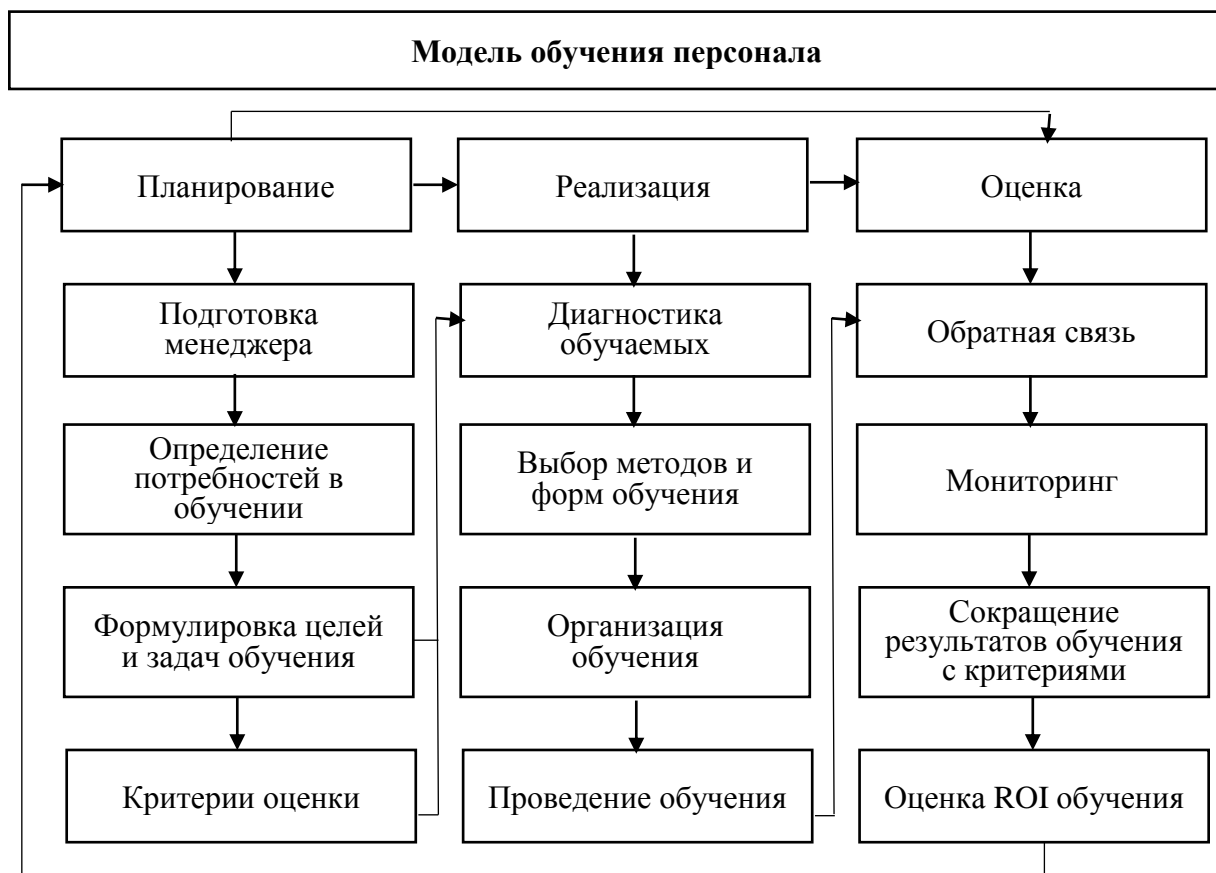 Модель обучения персонала
Планирование
Реализация
Оценка
Подготовка
менеджера
Диагностика
обучаемых
Обратная связь
Определение
потребностей в
обучении
Выбор методов и
форм обучения
Мониторинг
Формулировка целей
и задач обучения
Организация
обучения
Сокращение
результатов обучения
с критериями
Критерии оценки
Проведение обучения
Оценка ROI обучения